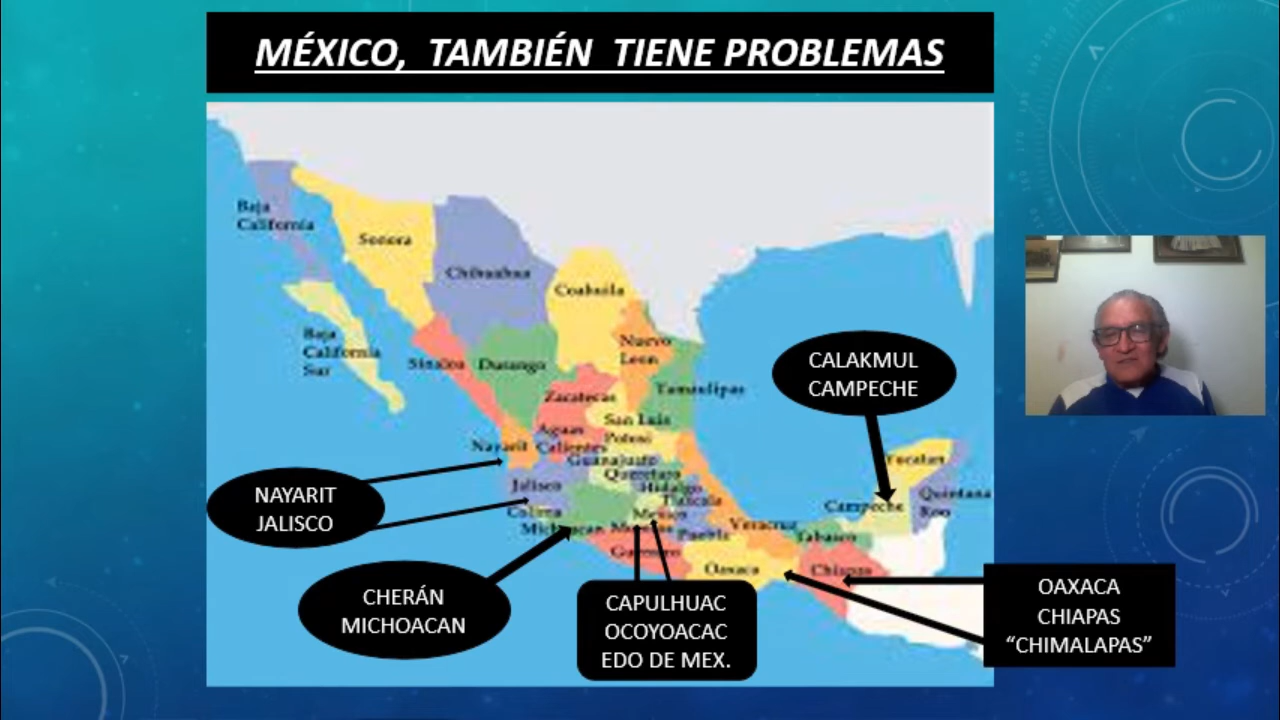 MÉXICO, TAMBIÉN TIENE PROBLEMAS
Baja
California
Sonora
Chihuahua
Coahuila
Baja
California
Sur
Nuevo
Leon
Sinaloa
Durango
Tamaulipas
Zacatecas
San Luis
Potosi
Aguas
Calientes
Nayarit
Guanajuato
Queretaro
Hidalgo
Tlaxcala
Jalisco
Colima
Michoacan
Mexico
Morelos
Puebla
Veracruz
Guerrero
Oaxaca
Tabasco
Chiapas
Campeche
Yucatan
Quintana
Roo
CALAKMUL
CAMPECHE
NAYARIT
JALISCO
CHERÁN
MICHOACAN
CAPULHUAC
OCOYOACAC
EDO DE MEX.
OAXACA
CHIAPAS
“CHIMALAPAS”